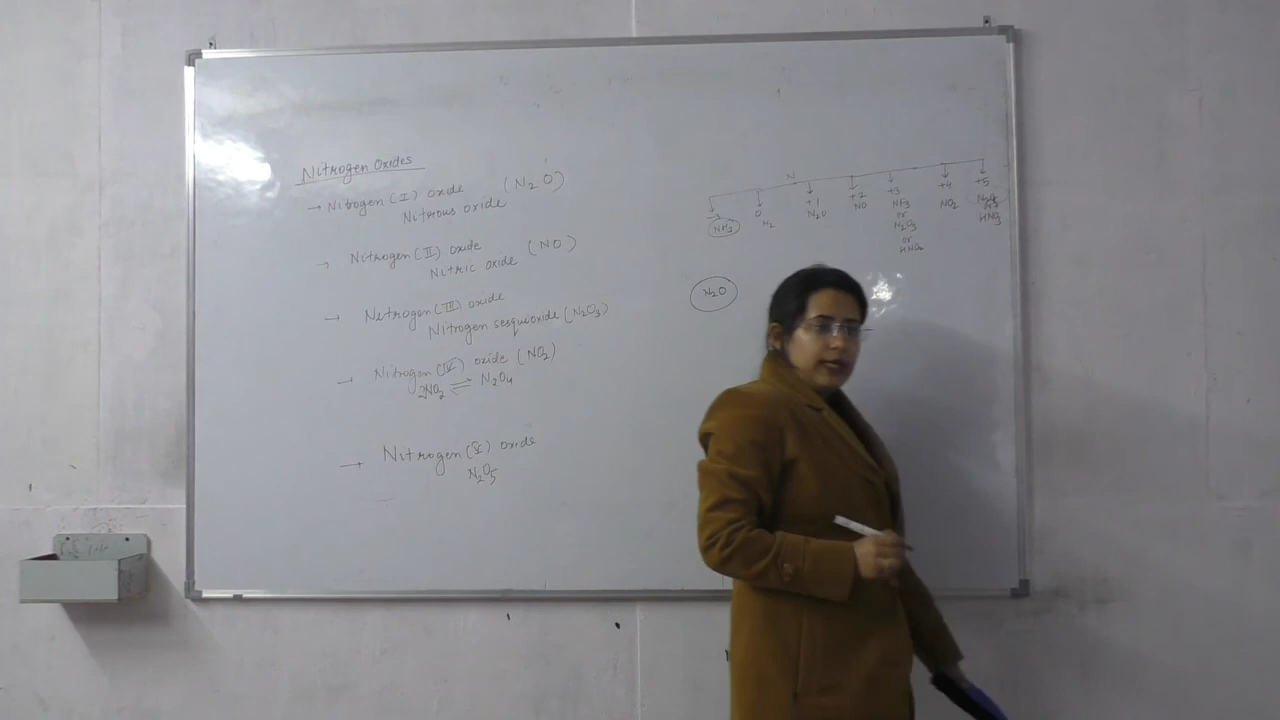 Nitrogen Oxides
→ Nitrogen (I) oxide (N2O)
Nitrous oxide
→ Nitrogen (II) oxide (NO)
Nitric oxide
→ Nitrogen (III) oxide
Nitrogen sesquioxide (N2O3)
→ Nitrogen (IV) oxide (NO2)
2NO2 ⇌ N2O4
→ Nitrogen (V) oxide
N2O5
N
-3 0 +1 +2 +3 +4 +5
NH3 N2 N2O NO NF3 NO2 N2O5
or HNO3
N2O3
or
HNO2
N2O